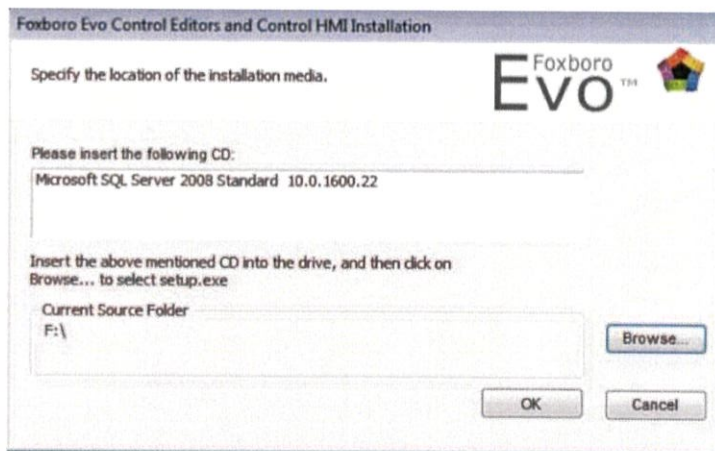 Foxboro Evo Control Editors and Control HMI Installation
Specify the location of the installation media.
Foxboro
Evo™
Please insert the following CD:
Microsoft SQL Server 2008 Standard 10.0.1600.22
Insert the above mentioned CD into the drive, and then click on
Browse... to select setup.exe
Current Source Folder
F:\
Browse...
OK
Cancel